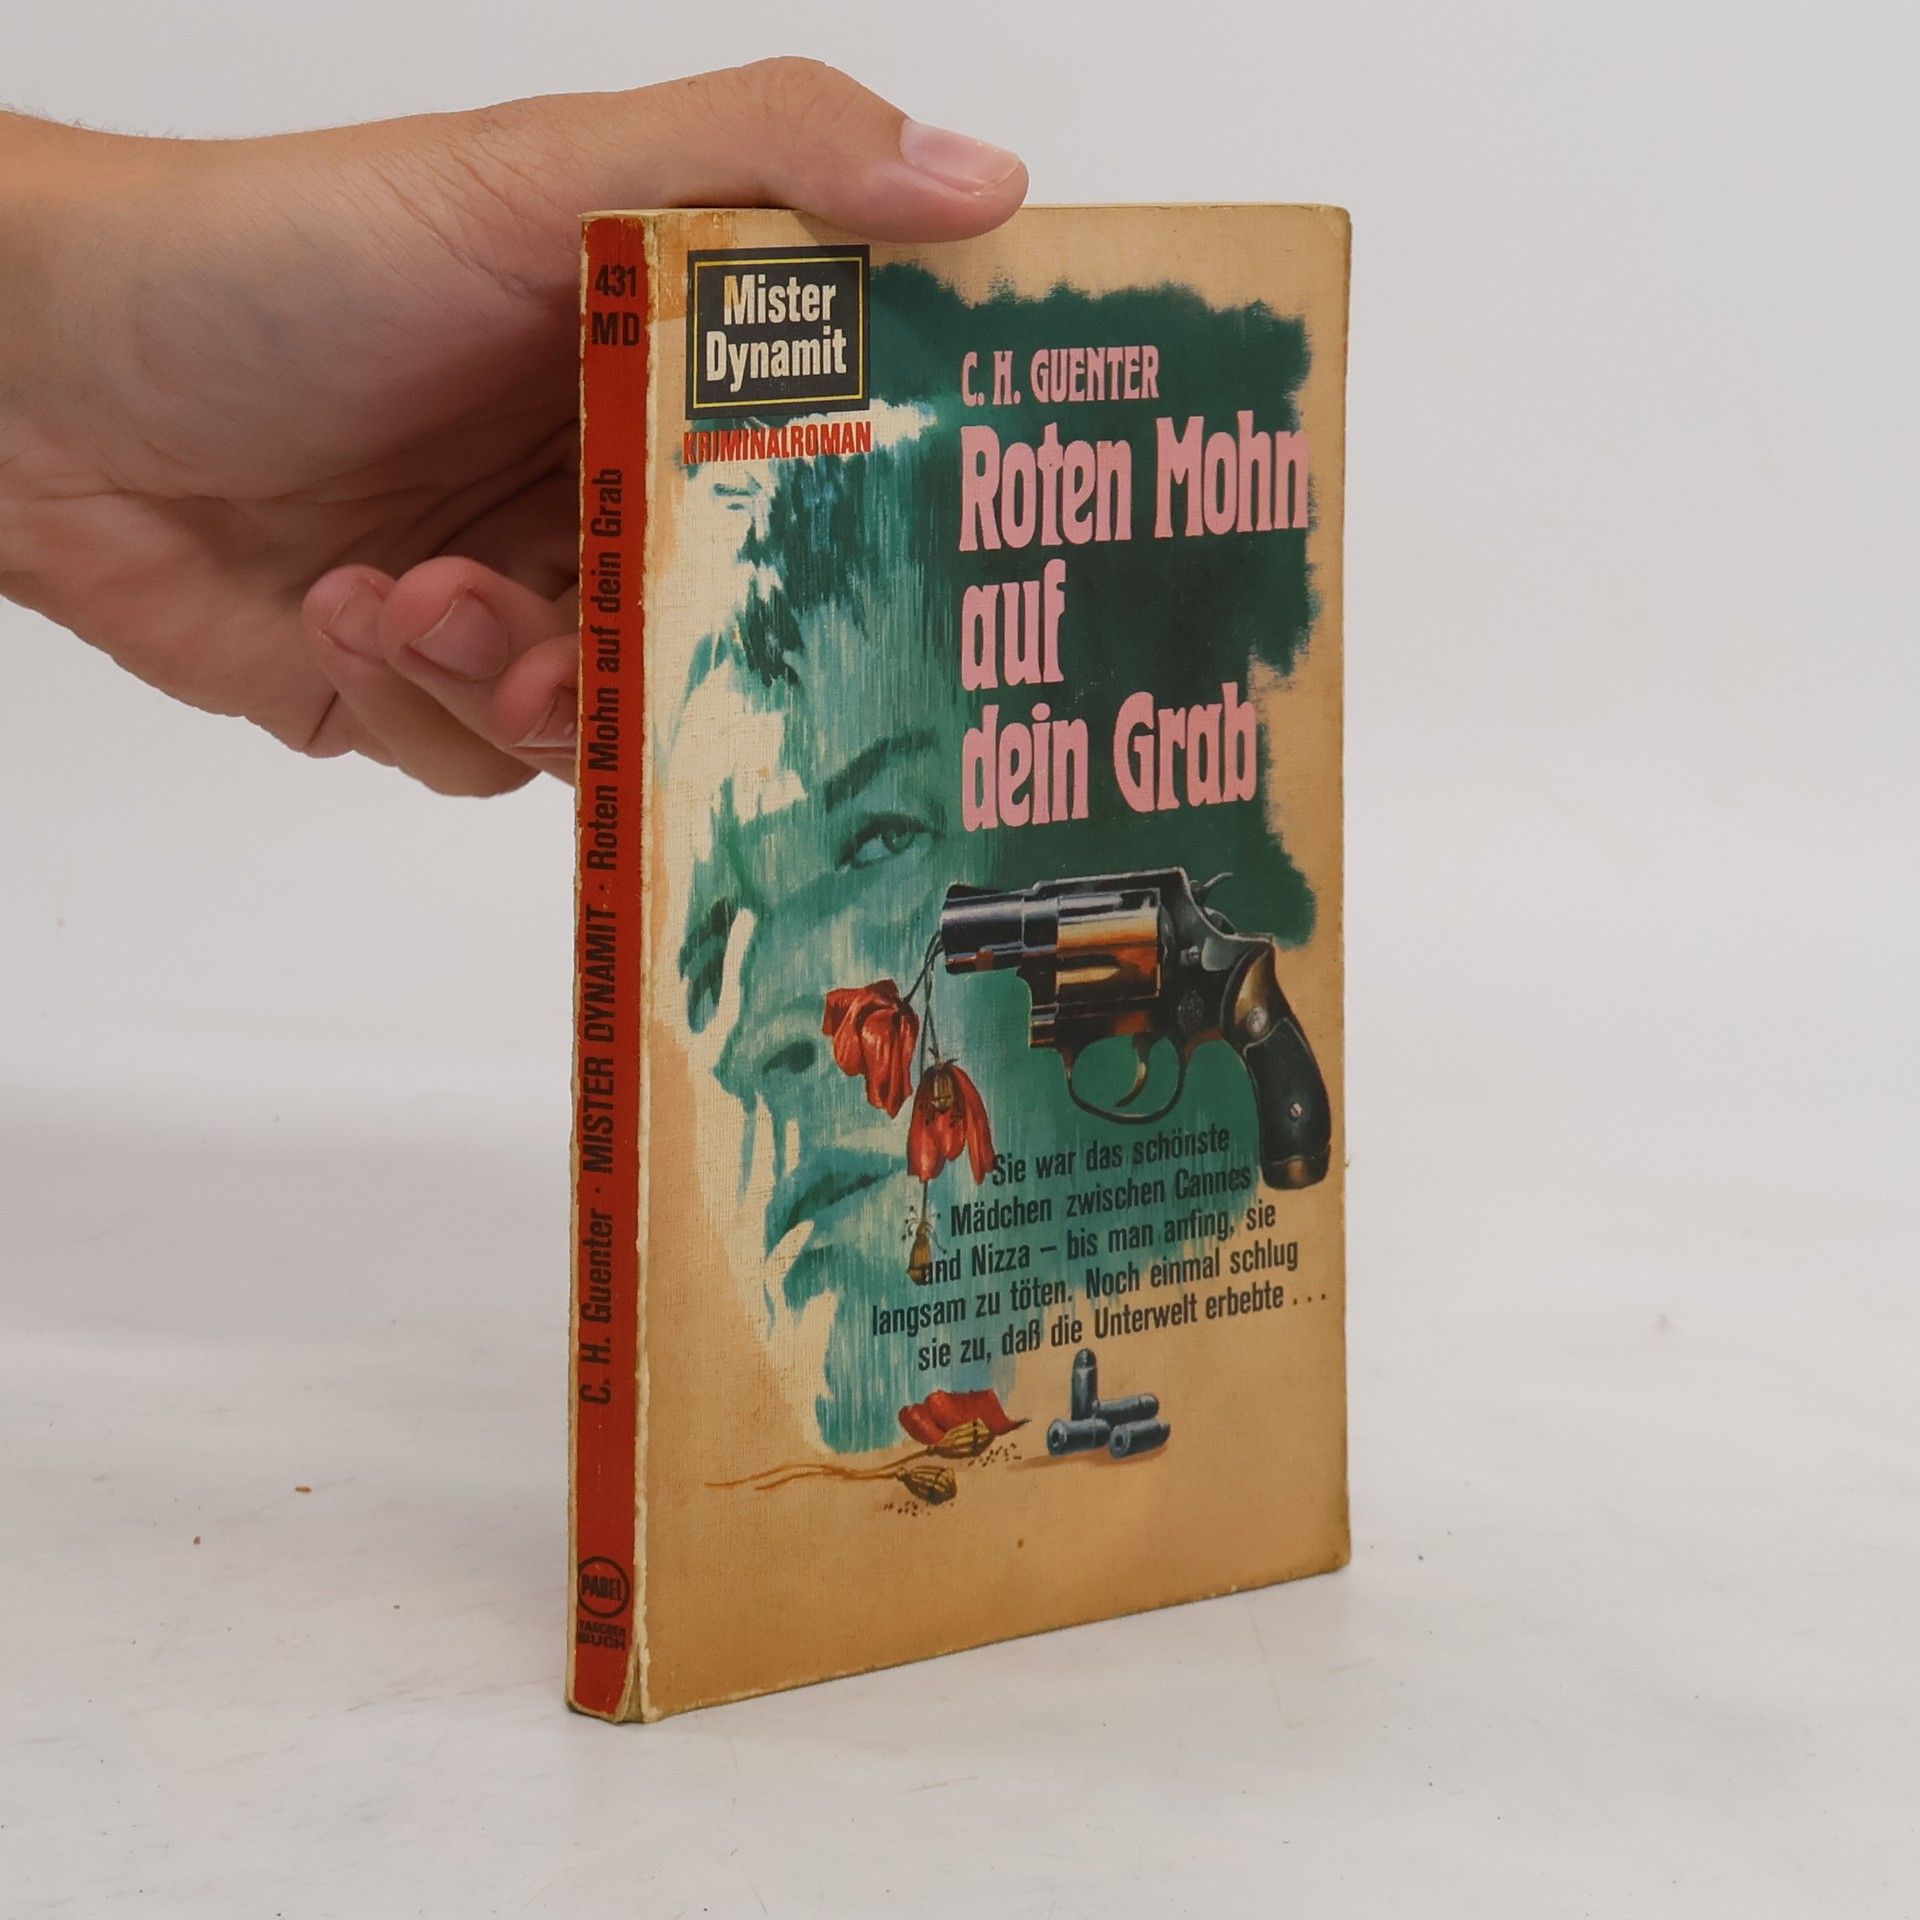 431
MD
C. H. Guenter · MISTER DYNAMIT · Roten Mohn auf dein Grab
PABEL
TASCHEN
BUCH
Mister
Dynamit
KRIMINALROMAN
C. H. GUENTER
Roten Mohn
auf
dein Grab
Sie war das schönste
Mädchen zwischen Cannes
und Nizza – bis man anfing, sie
langsam zu töten. Noch einmal schlug
sie zu, daß die Unterwelt erbebte . . .